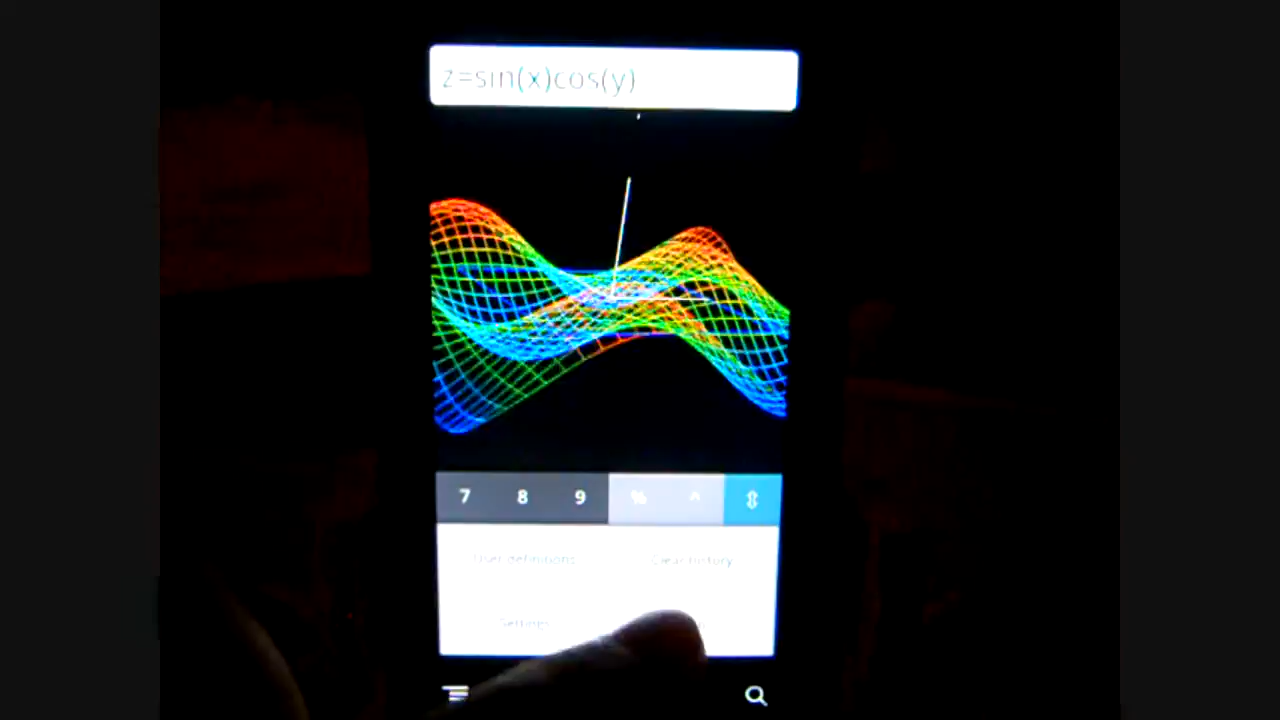 z=sin(x)cos(y)
7 8 9 % ^ ⇳
User definitions Clear history
Settings